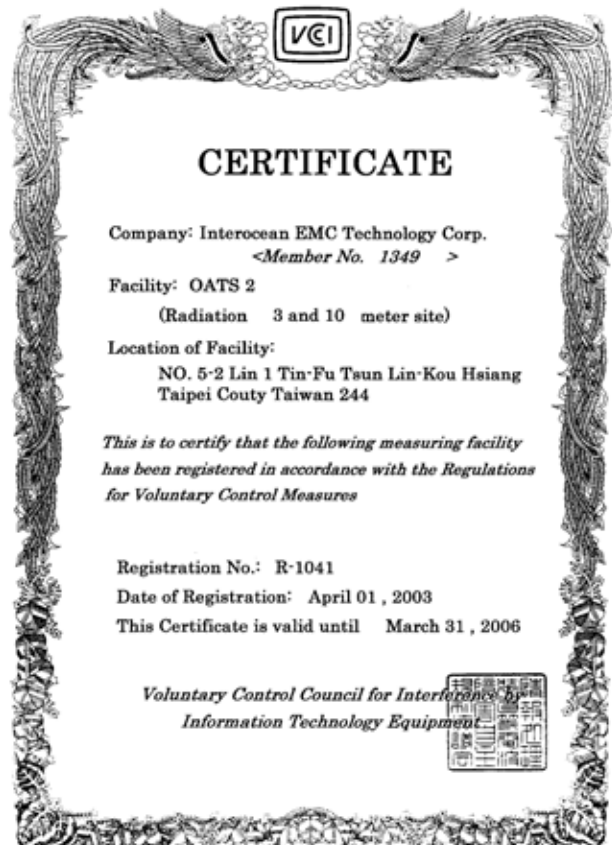 VCCI
CERTIFICATE
Company: Interocean EMC Technology Corp.
<Member No. 1349 >
Facility: OATS 2
(Radiation 3 and 10 meter site)
Location of Facility:
NO. 5-2 Lin 1 Tin-Fu Tsun Lin-Kou Hsiang
Taipei Couty Taiwan 244
This is to certify that the following measuring facility
has been registered in accordance with the Regulations
for Voluntary Control Measures
Registration No.: R-1041
Date of Registration: April 01 , 2003
This Certificate is valid until March 31 , 2006
Voluntary Control Council for Interference by
Information Technology Equipment